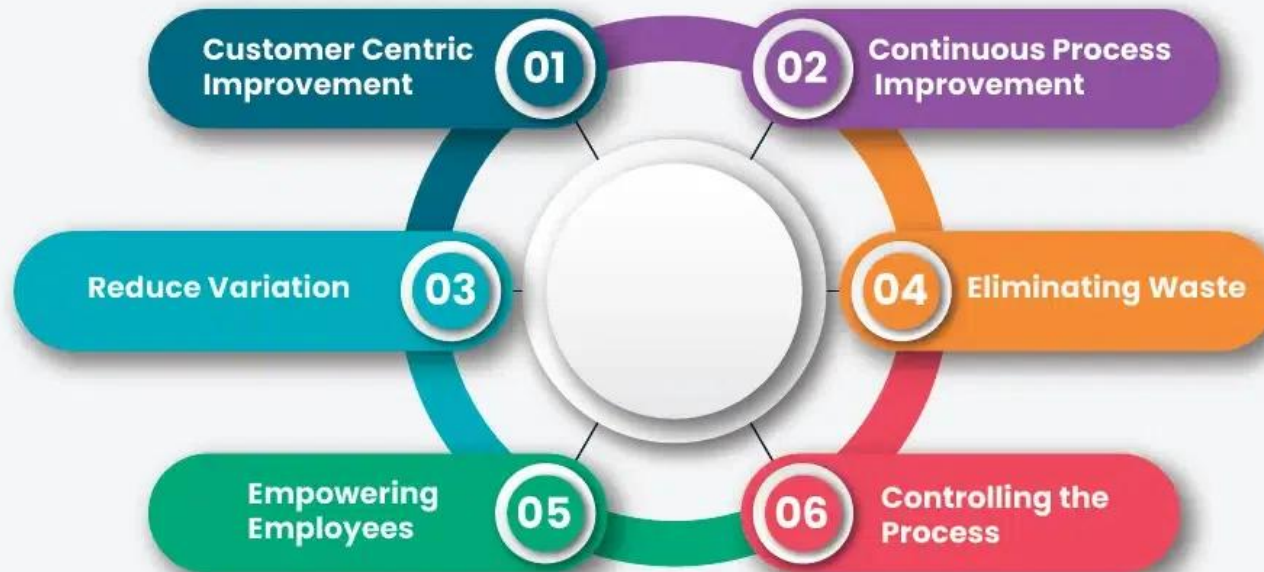 Customer Centric
Improvement
01
02
Continuous Process
Improvement
Reduce Variation
03
04
Eliminating Waste
Empowering
Employees
05
06
Controlling the
Process